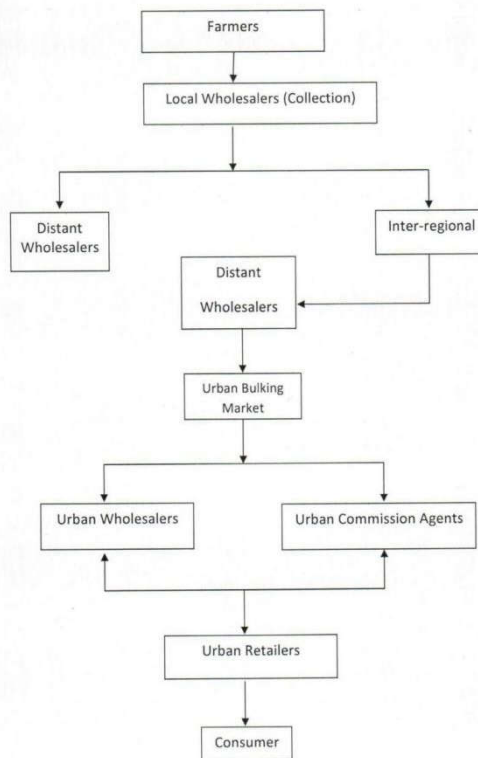 Farmers
Local Wholesalers (Collection)
Distant
Wholesalers
Inter-regional
Distant
Wholesalers
Urban Bulking
Market
Urban Wholesalers
Urban Commission Agents
Urban Retailers
Consumer